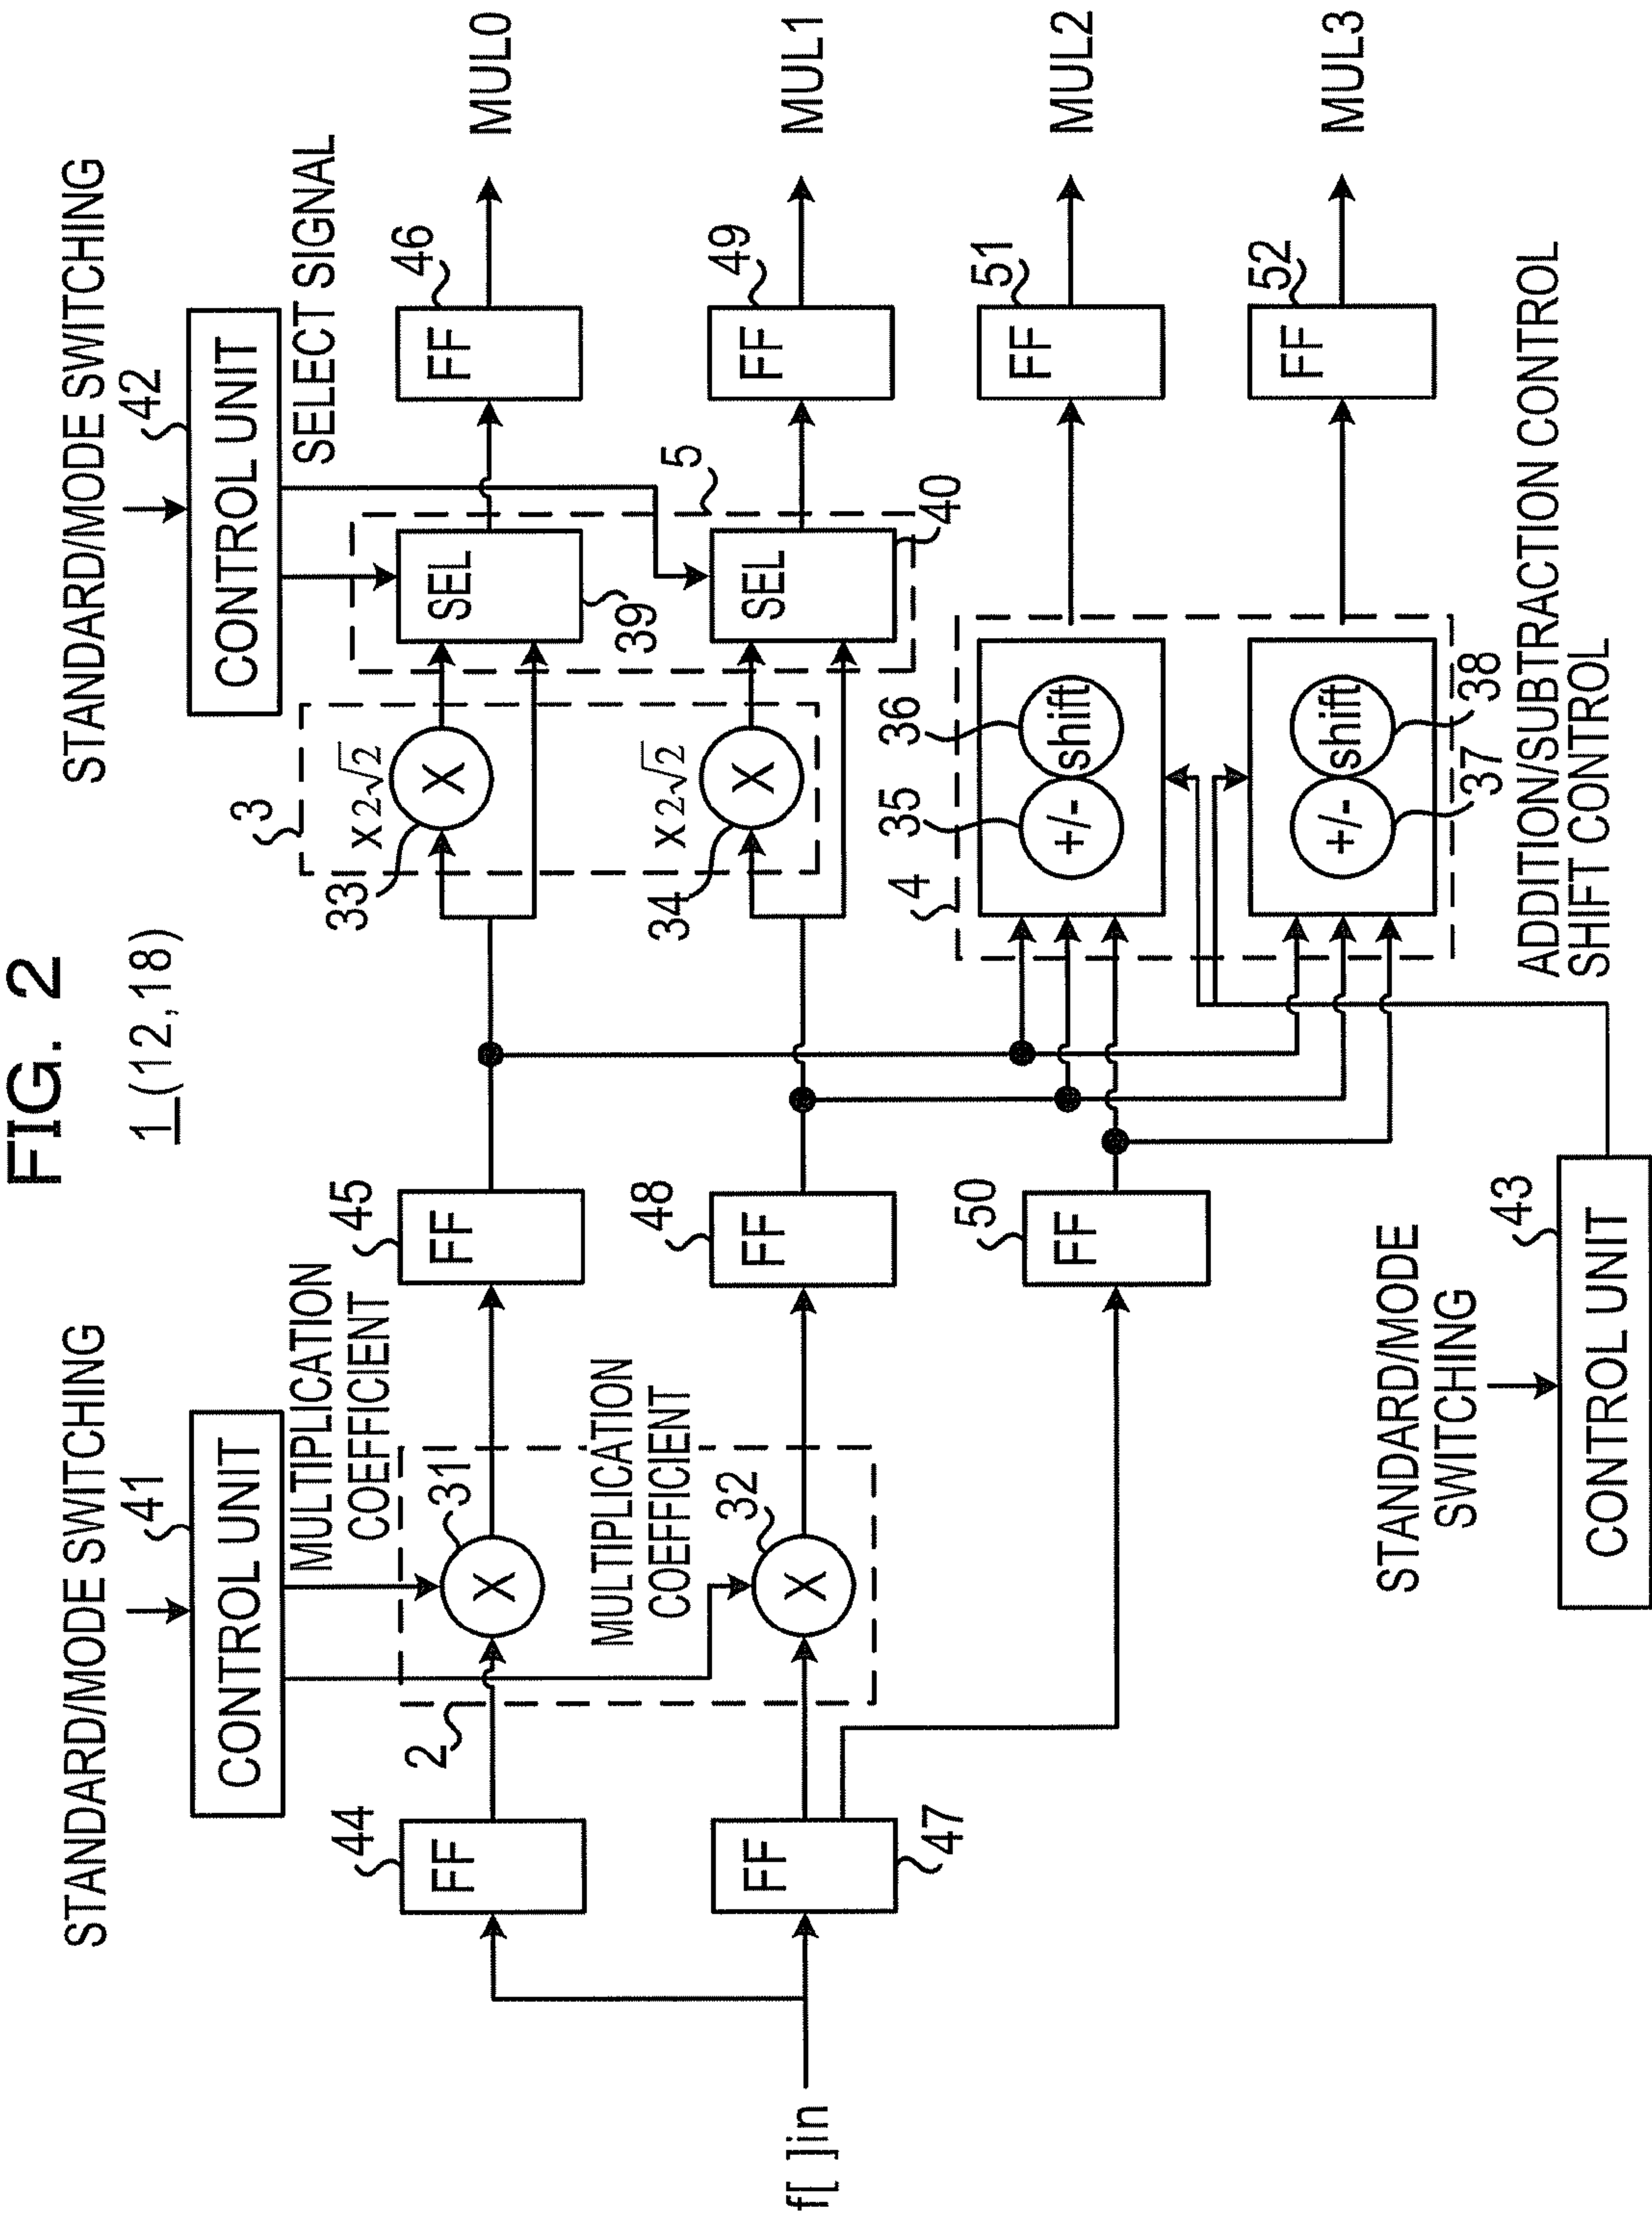 FIG. 2
1 (12,18)
STANDARD/MODE SWITCHING
41
CONTROL UNIT
MULTIPLICATION
COEFFICIENT
STANDARD/MODE SWITCHING
42
CONTROL UNIT
SELECT SIGNAL
44
FF
2
31
X
45
FF
3
x2√2
33
X
SEL
39
46
FF
MUL0
f[ ]in
47
FF
MULTIPLICATION
COEFFICIENT
32
X
48
FF
x2√2
34
X
5
SEL
40
49
FF
MUL1
50
FF
4
35
36
+/-
shift
51
FF
MUL2
+/-
shift
37
38
52
FF
MUL3
STANDARD/MODE
SWITCHING
43
CONTROL UNIT
ADDITION/SUBTRACTION CONTROL
SHIFT CONTROL